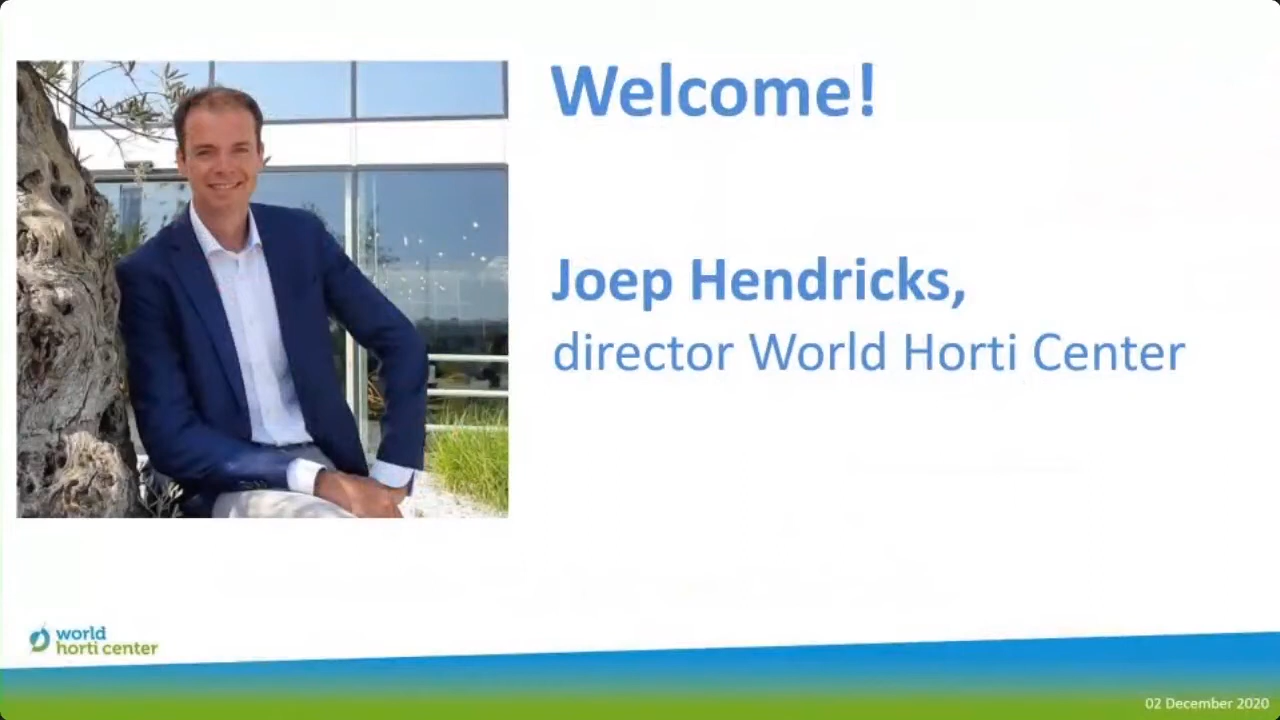 Welcome!
Joep Hendricks,
director World Horti Center
world
horti center
02 December 2020